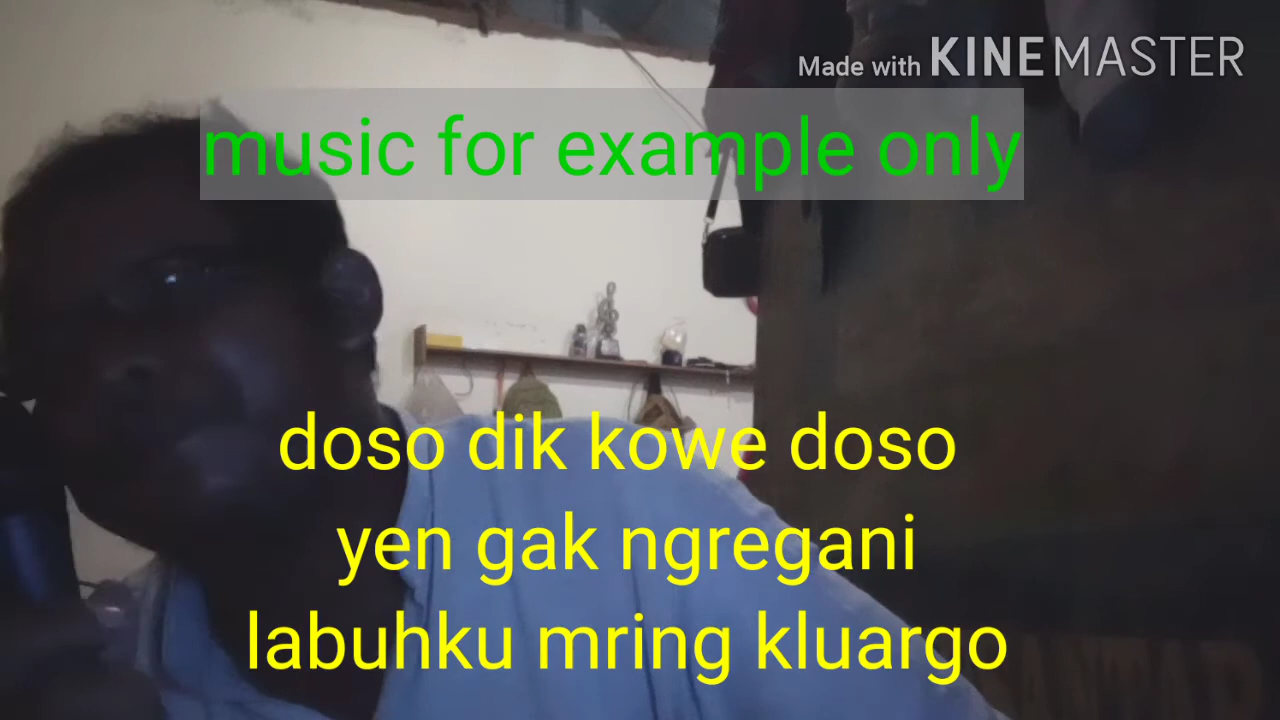 Made with KINEMASTER
music for example only
doso dik kowe doso
yen gak ngregani
labuhku mring kluargo